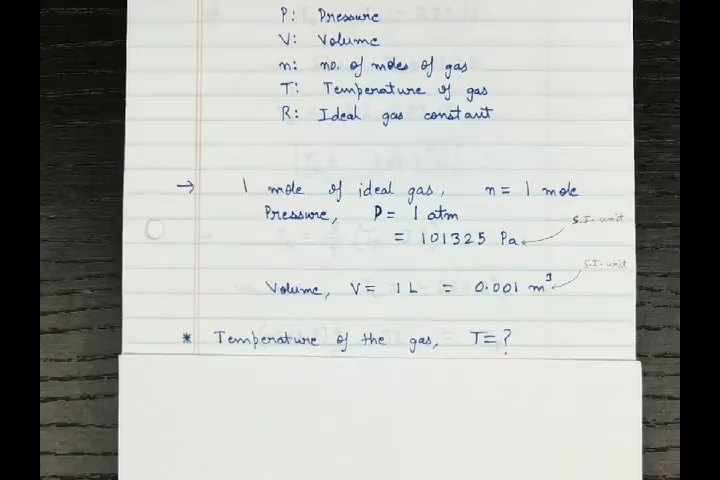 P: Pressure
V: Volume
n: no. of moles of gas
T: Temperature of gas
R: Ideal gas constant
→ 1 mole of ideal gas, n = 1 mole
Pressure, P = 1 atm
= 101325 Pa S.I. unit
Volume, V = 1 L = 0.001 m³ S.I. unit
* Temperature of the gas, T = ?